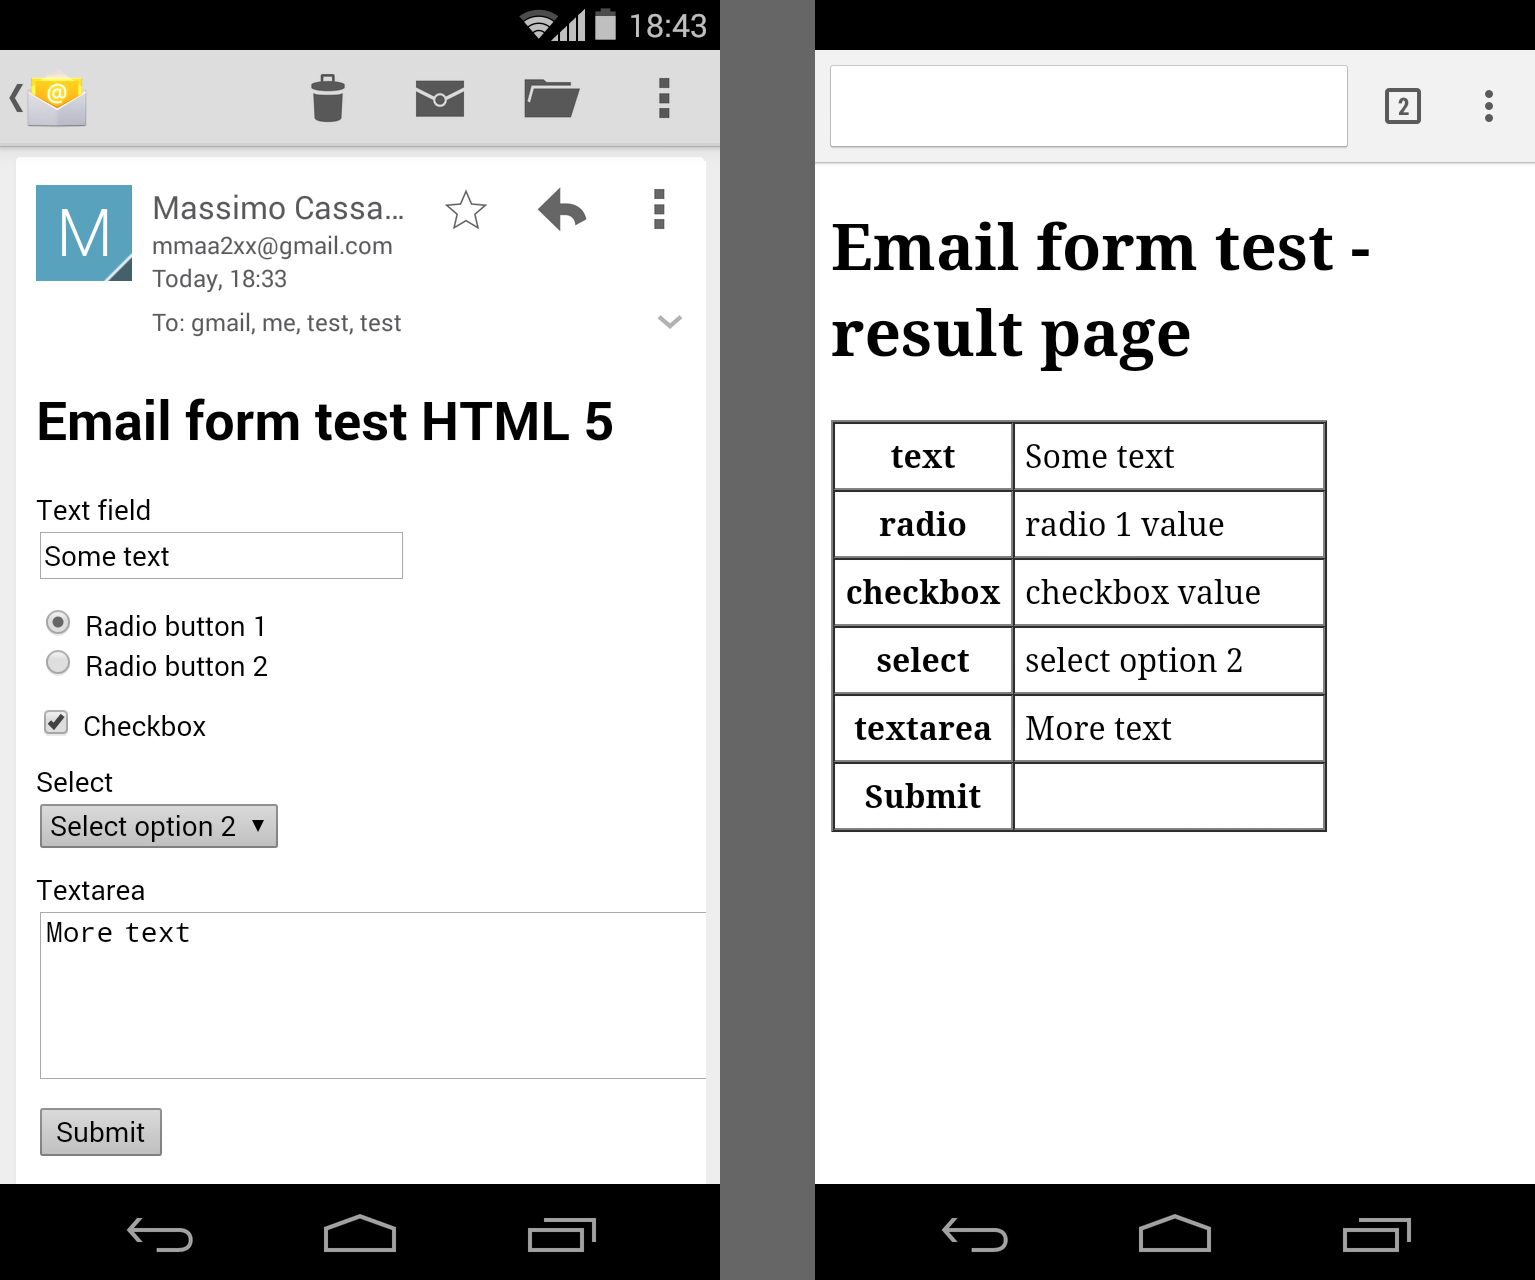 18:43
@
M
Massimo Cassa...
mmaa2xx@gmail.com
Today, 18:33
To: gmail, me, test, test
Email form test HTML 5
Text field
Some text
Radio button 1
Radio button 2
Checkbox
Select
Select option 2
Textarea
More text
Submit
2
Email form test -
result page
text Some text
radio radio 1 value
checkbox checkbox value
select select option 2
textarea More text
Submit